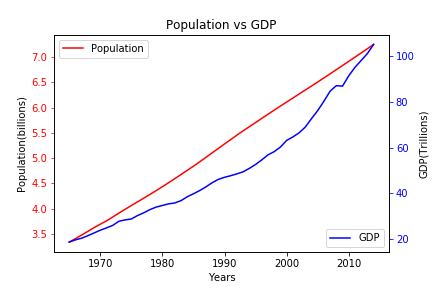 Population vs GDP
Population
7.0
6.5
6.0
5.5
5.0
4.5
4.0
3.5
Population(billions)
100
80
60
40
20
GDP(Trillions)
GDP
1970 1980 1990 2000 2010
Years